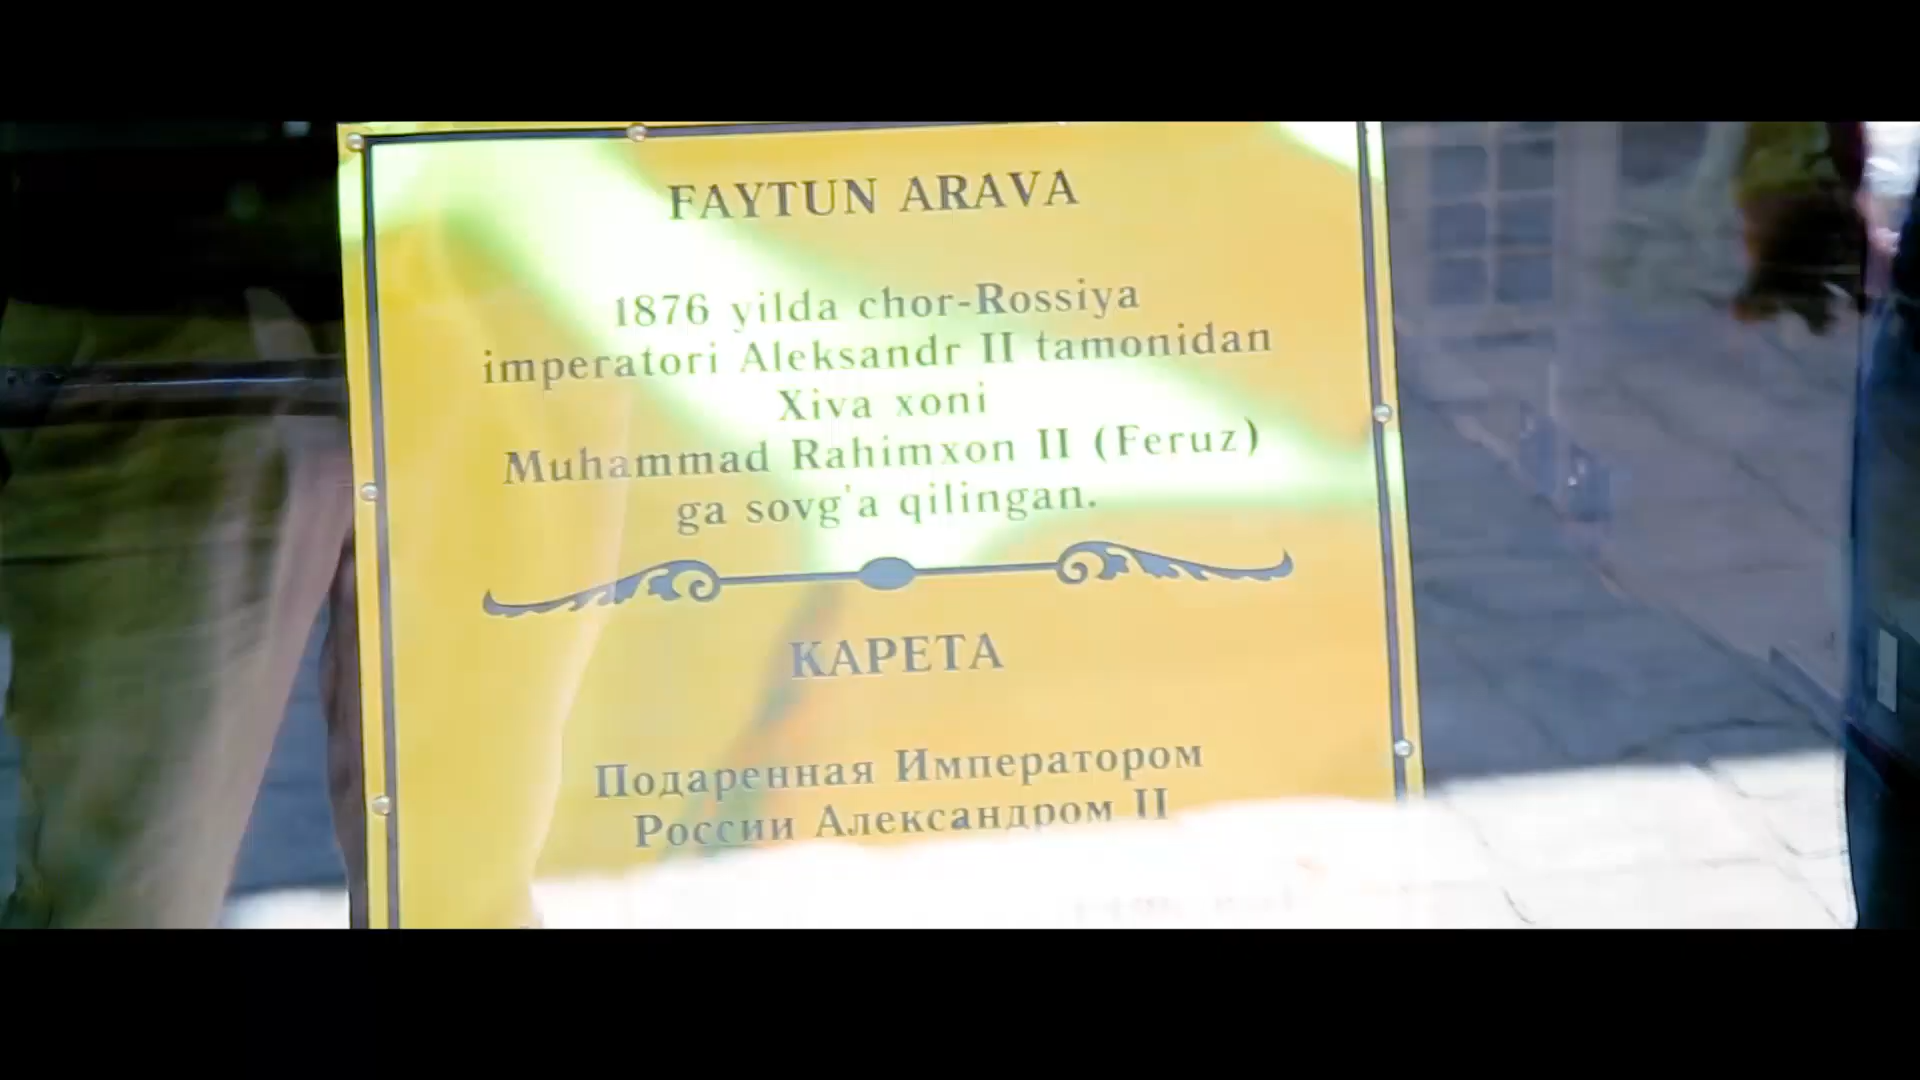 FAYTUN ARAVA
1876 yilda chor-Rossiya
imperatori Aleksandr II tamonidan
Xiva xoni
Muhammad Rahimxon II (Feruz)
ga sovg'a qilingan.
КАРЕТА
Подаренная Императором
России Александром II